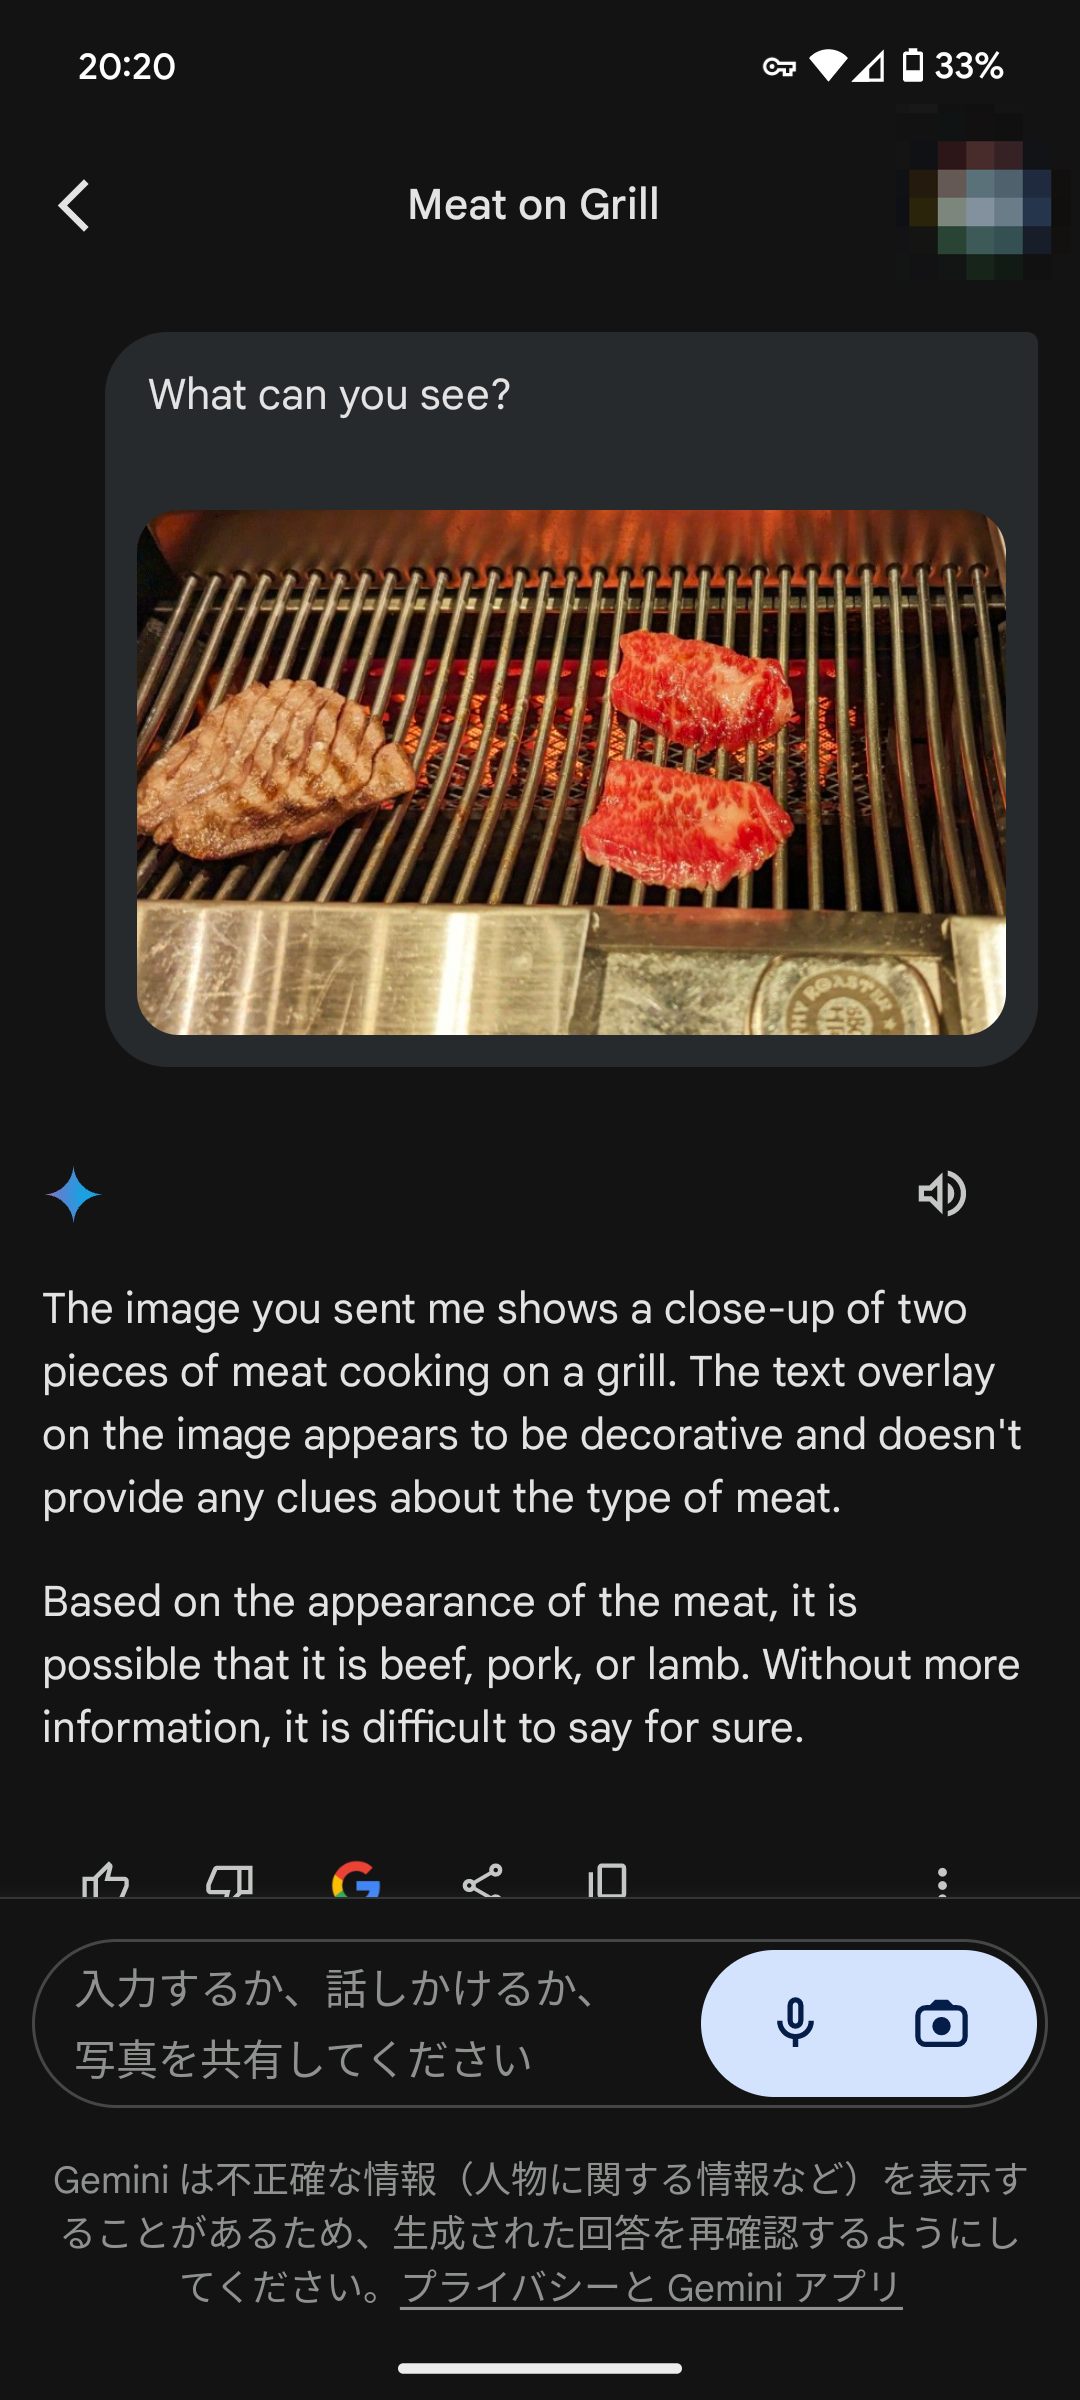 20:20
33%
Meat on Grill
What can you see?
ROASTER
The image you sent me shows a close-up of two
pieces of meat cooking on a grill. The text overlay
on the image appears to be decorative and doesn't
provide any clues about the type of meat.
Based on the appearance of the meat, it is
possible that it is beef, pork, or lamb. Without more
information, it is difficult to say for sure.
入力するか、話しかけるか、
写真を共有してください
Gemini は不正確な情報（人物に関する情報など）を表示す
ることがあるため、生成された回答を再確認するようにし
てください。プライバシーと Gemini アプリ